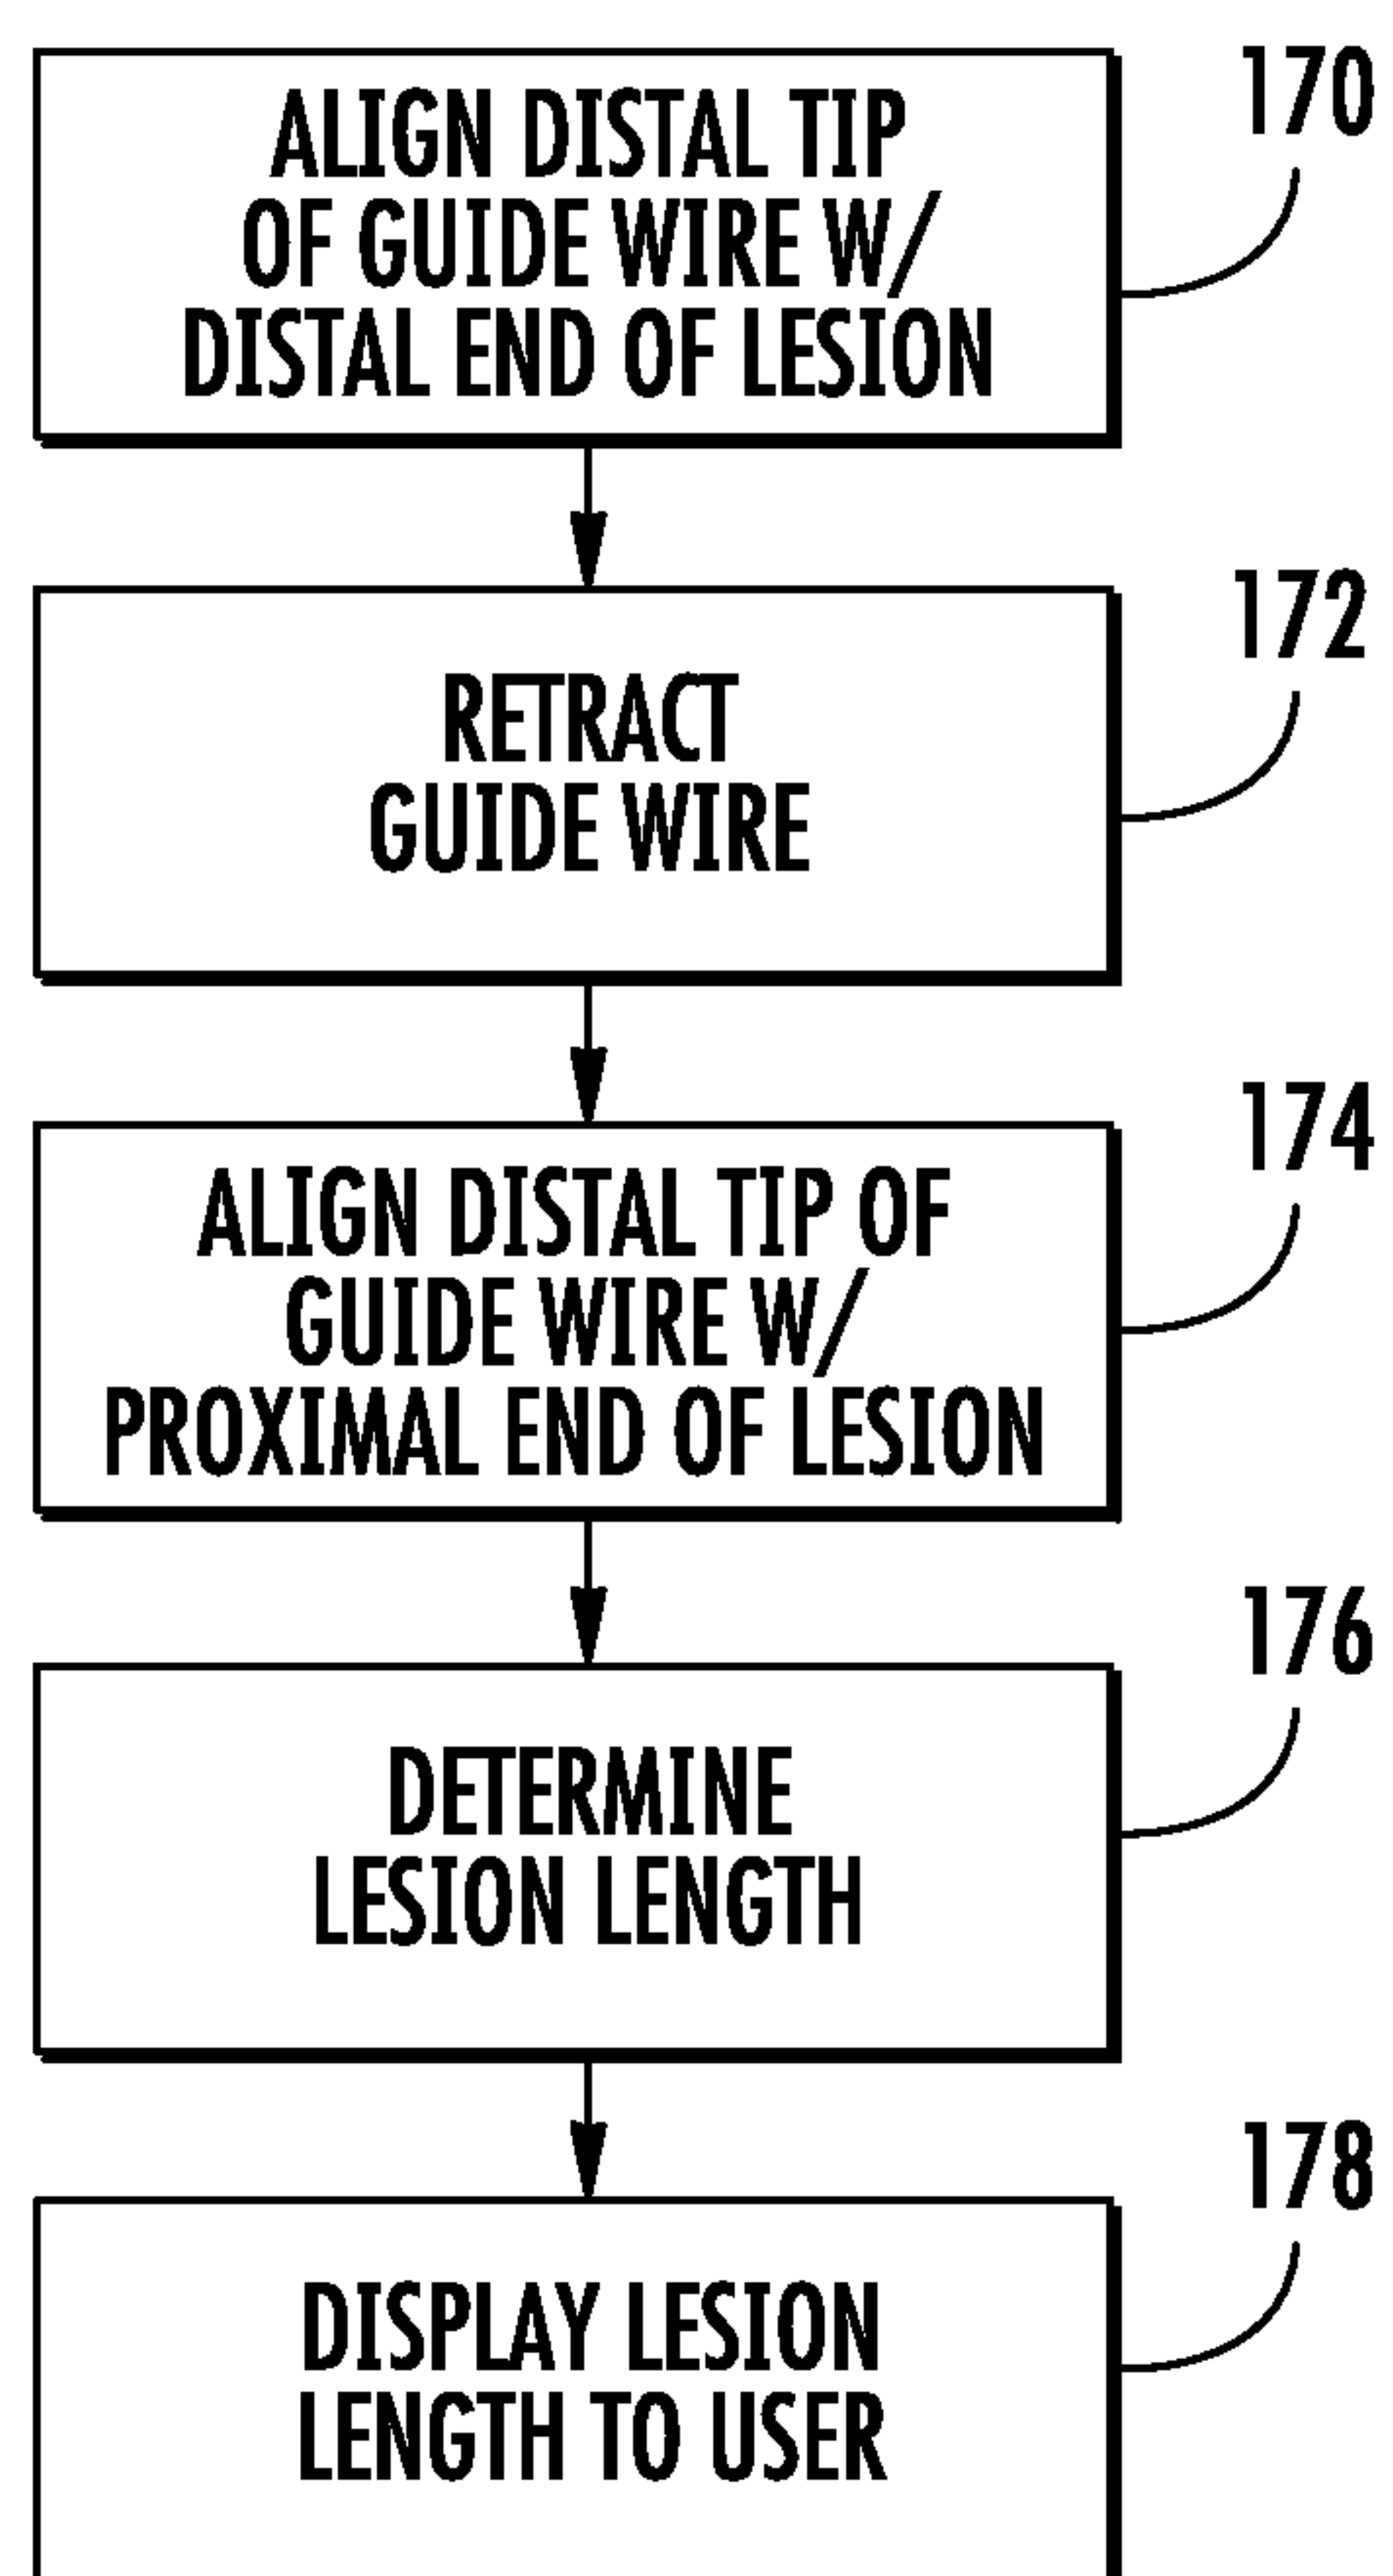 170
ALIGN DISTAL TIP
OF GUIDE WIRE W/
DISTAL END OF LESION
172
RETRACT
GUIDE WIRE
174
ALIGN DISTAL TIP OF
GUIDE WIRE W/
PROXIMAL END OF LESION
176
DETERMINE
LESION LENGTH
178
DISPLAY LESION
LENGTH TO USER